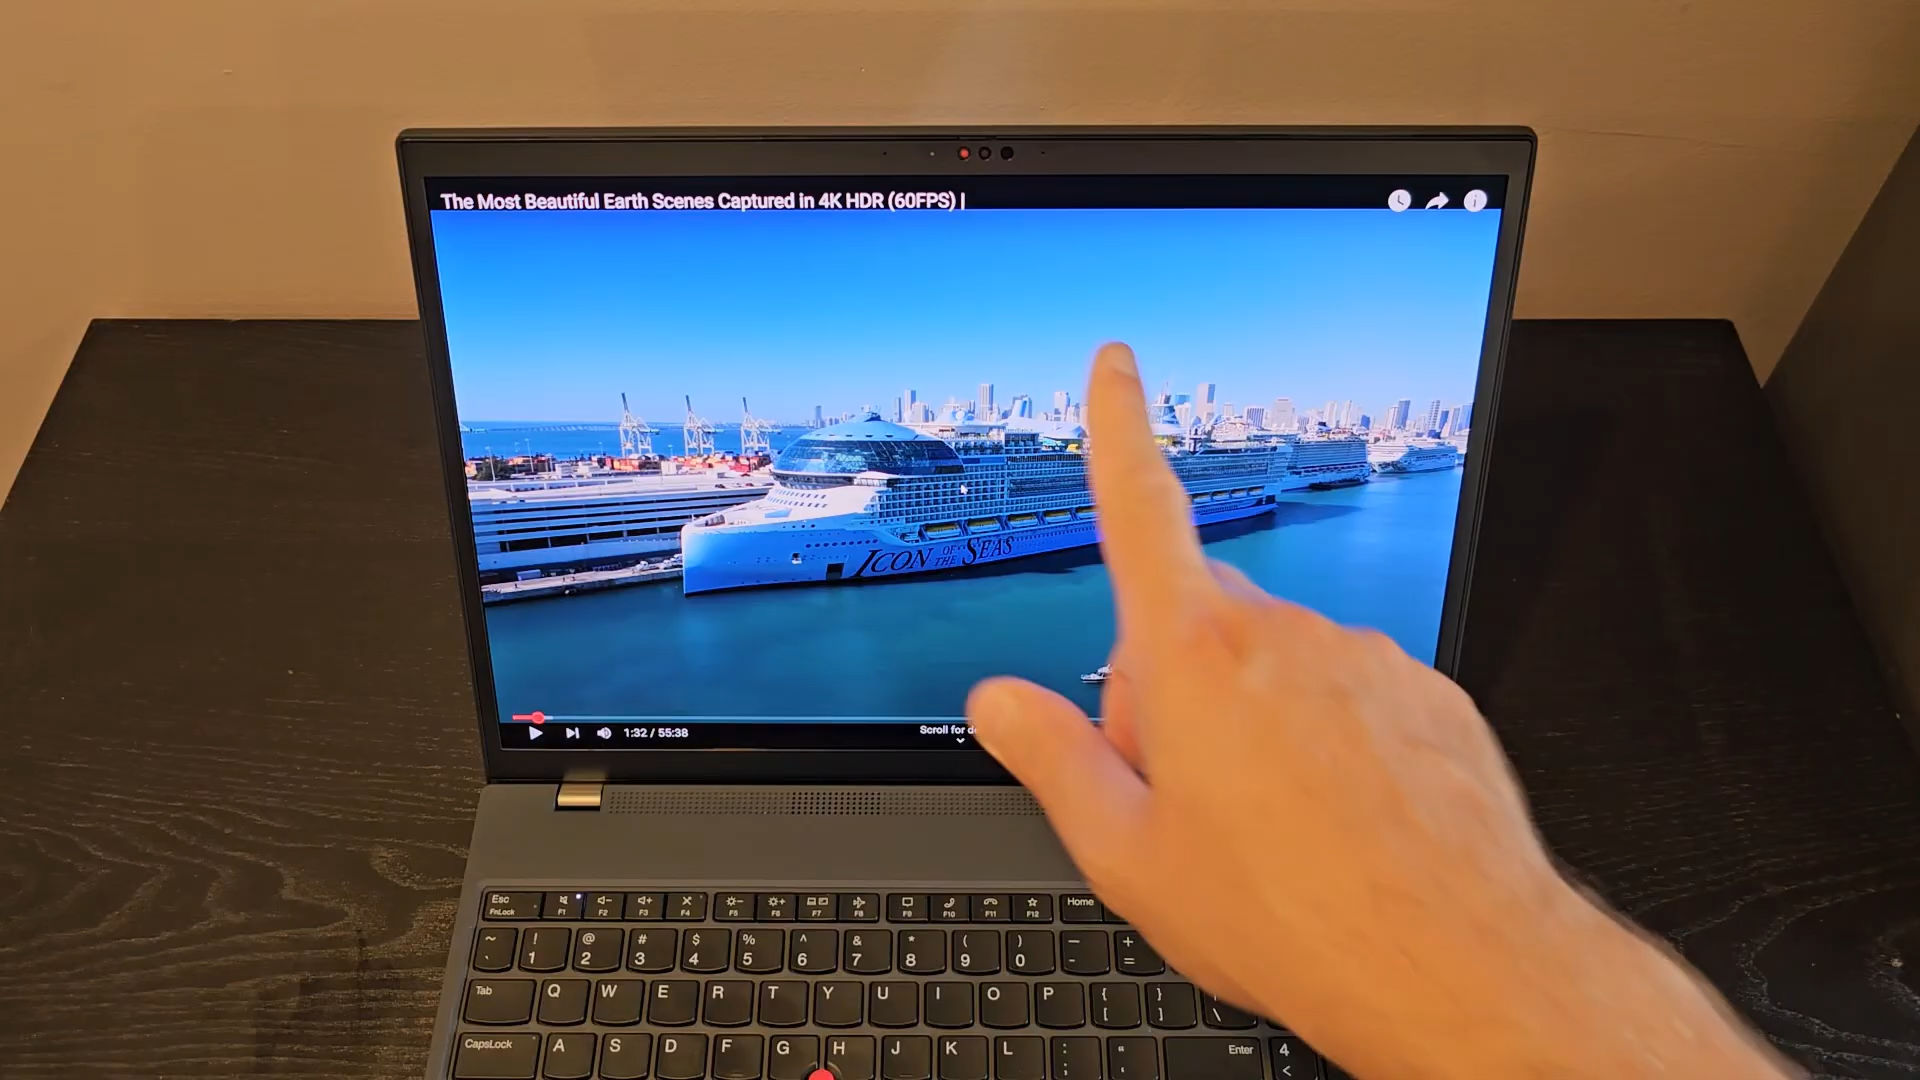 The Most Beautiful Earth Scenes Captured in 4K HDR (60FPS) |
ICON OF THE SEAS
1:32 / 55:38
Scroll for
Esc F1 F2 F3 F4 F5 F6 F7 F8 F9 F10 F11 F12 Home
FnLock
~ ! @ # $ % ^ & * ( ) — +
` 1 2 3 4 5 6 7 8 9 0 - =
Tab Q W E R T Y U I O P { }
[ ] \
CapsLock A S D F G H J K L : " Enter 4
; ' <